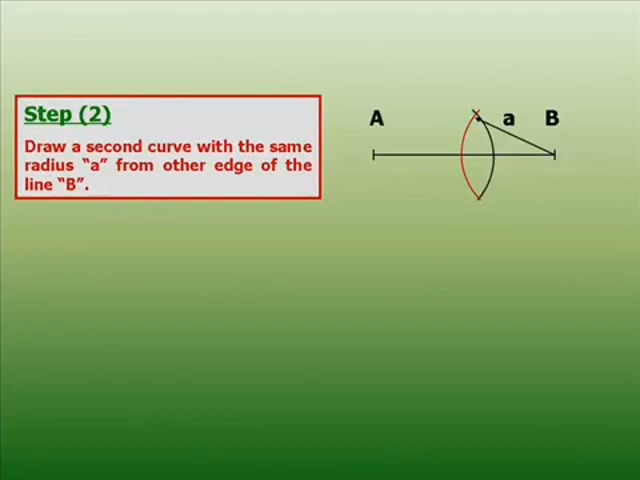 Step (2)
Draw a second curve with the same
radius "a" from other edge of the
line "B".
A
a
B